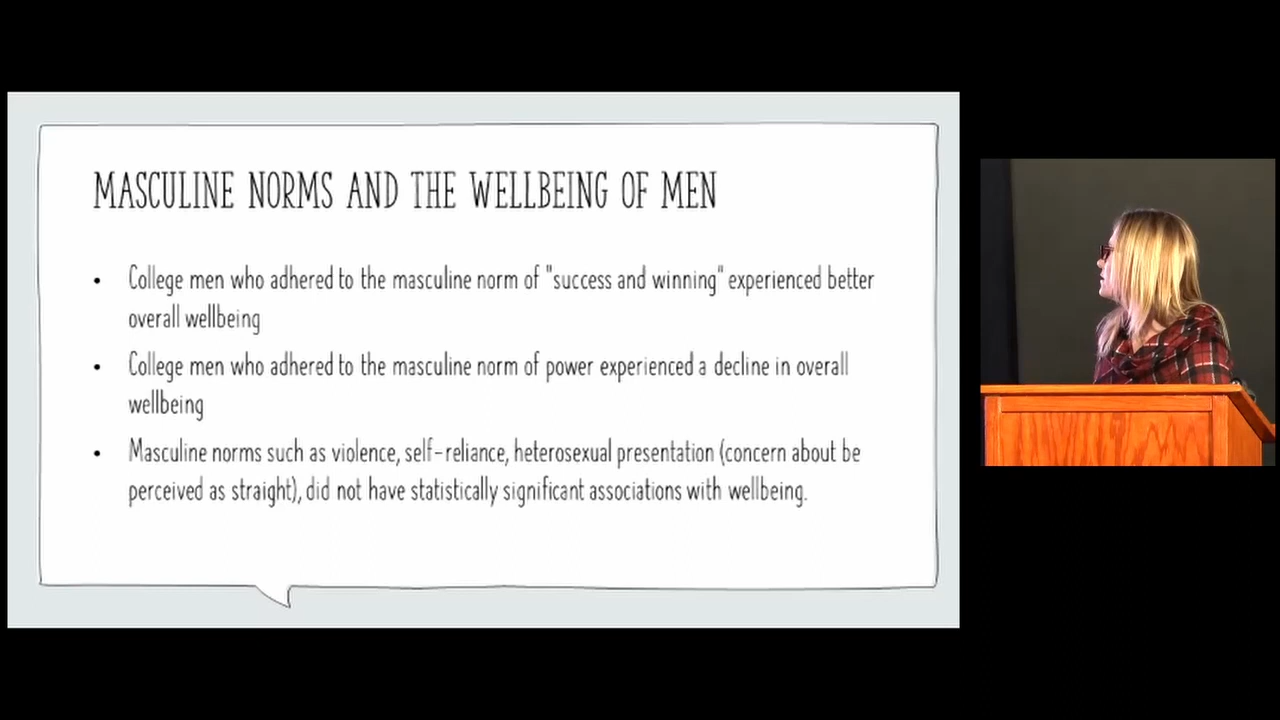 MASCULINE NORMS AND THE WELLBEING OF MEN
• College men who adhered to the masculine norm of "success and winning" experienced better
overall wellbeing
• College men who adhered to the masculine norm of power experienced a decline in overall
wellbeing
• Masculine norms such as violence, self-reliance, heterosexual presentation (concern about be
perceived as straight), did not have statistically significant associations with wellbeing.